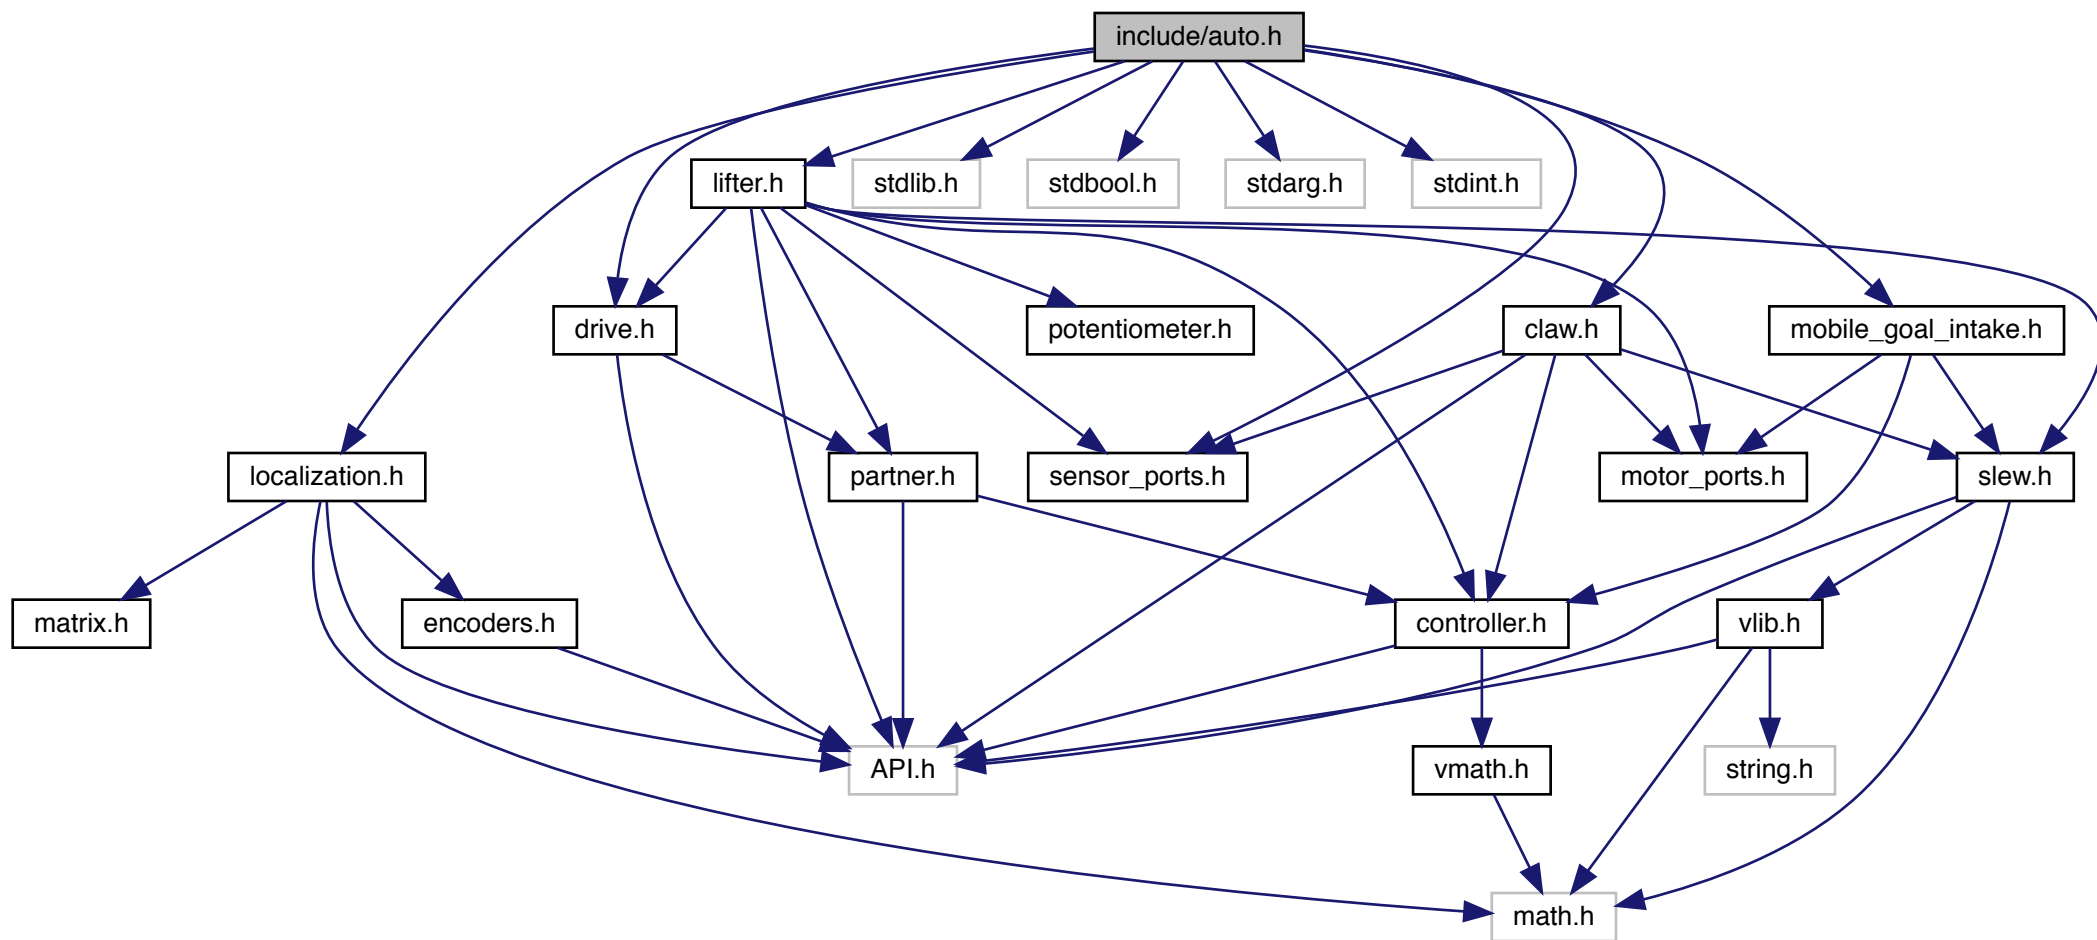 include/auto.h
lifter.h
stdlib.h
stdbool.h
stdarg.h
stdint.h
drive.h
potentiometer.h
claw.h
mobile_goal_intake.h
localization.h
partner.h
sensor_ports.h
motor_ports.h
slew.h
matrix.h
encoders.h
controller.h
vlib.h
API.h
vmath.h
string.h
math.h